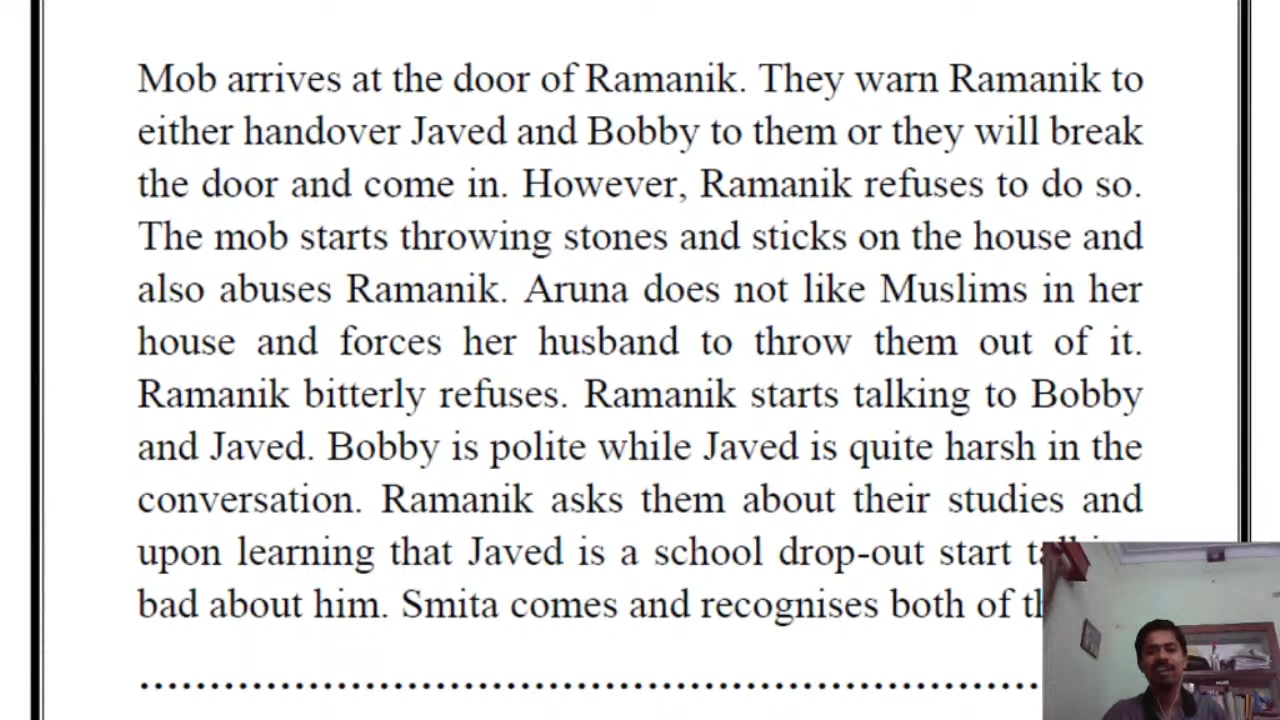 Mob arrives at the door of Ramanik. They warn Ramanik to
either handover Javed and Bobby to them or they will break
the door and come in. However, Ramanik refuses to do so.
The mob starts throwing stones and sticks on the house and
also abuses Ramanik. Aruna does not like Muslims in her
house and forces her husband to throw them out of it.
Ramanik bitterly refuses. Ramanik starts talking to Bobby
and Javed. Bobby is polite while Javed is quite harsh in the
conversation. Ramanik asks them about their studies and
upon learning that Javed is a school drop-out start
bad about him. Smita comes and recognises both of
......................................................................